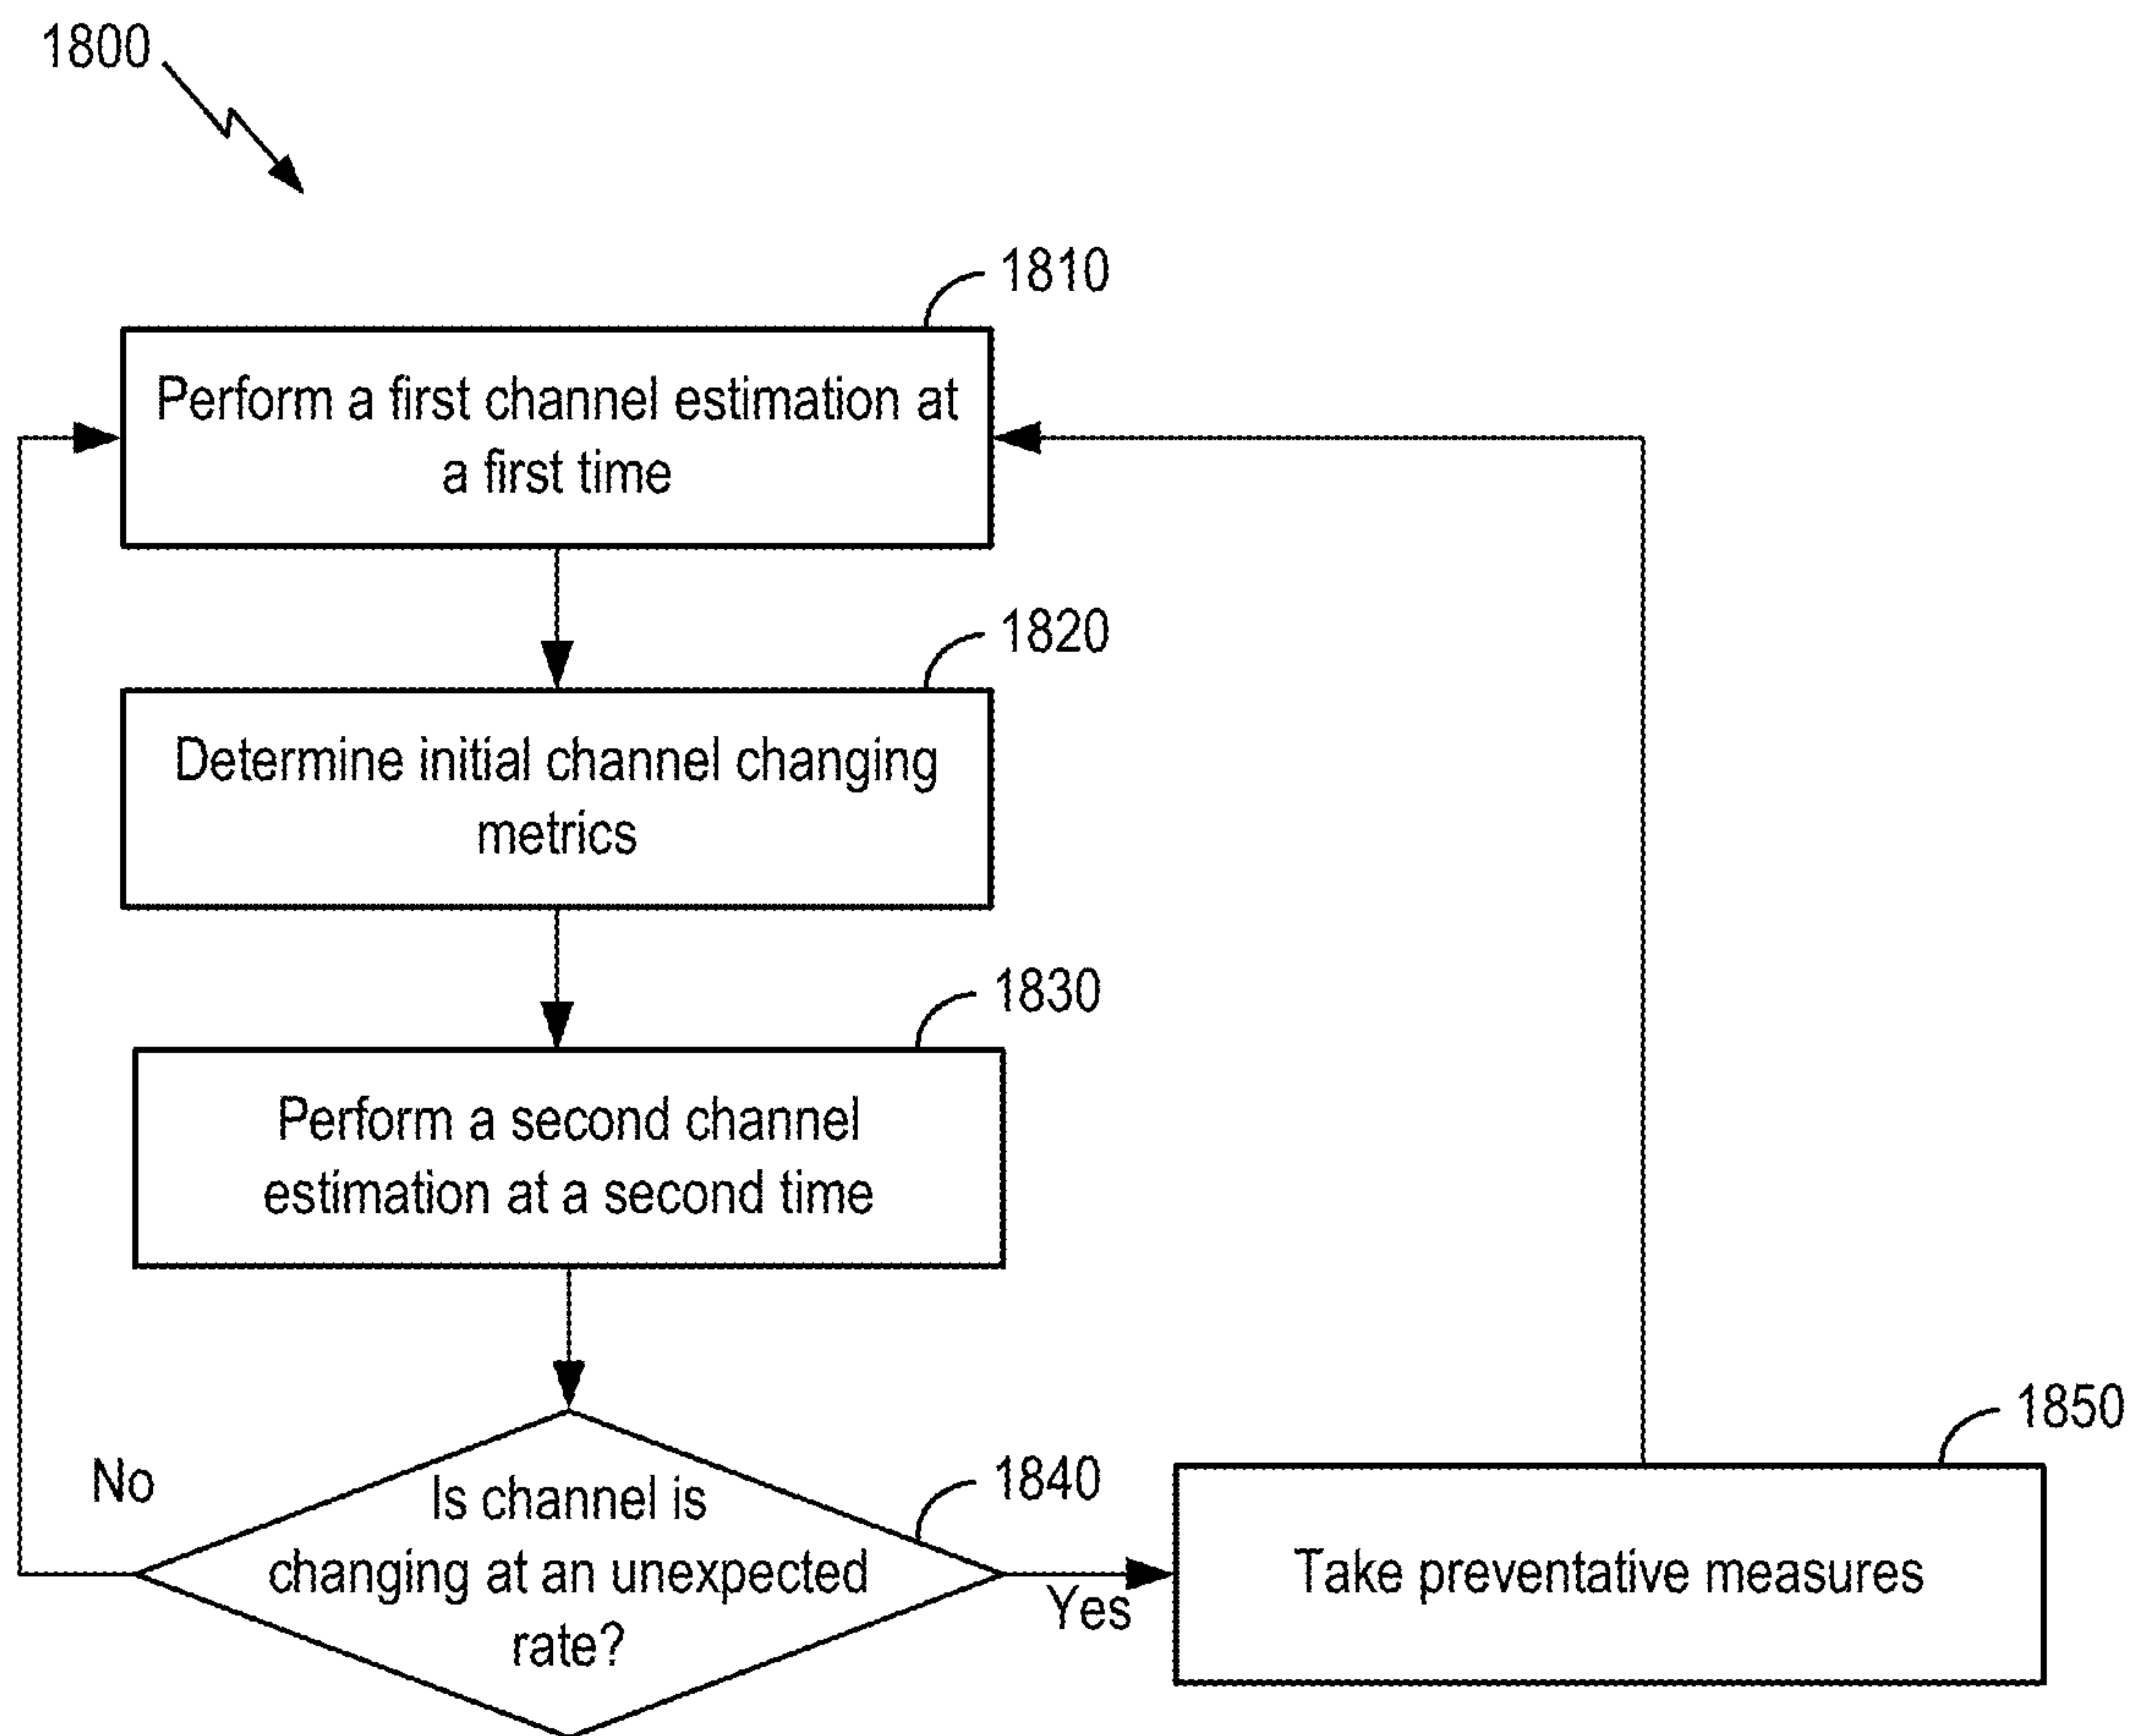 1800
1810
Perform a first channel estimation at
a first time
1820
Determine initial channel changing
metrics
1830
Perform a second channel
estimation at a second time
1840
Is channel is
changing at an unexpected
rate?
No
Yes
1850
Take preventative measures